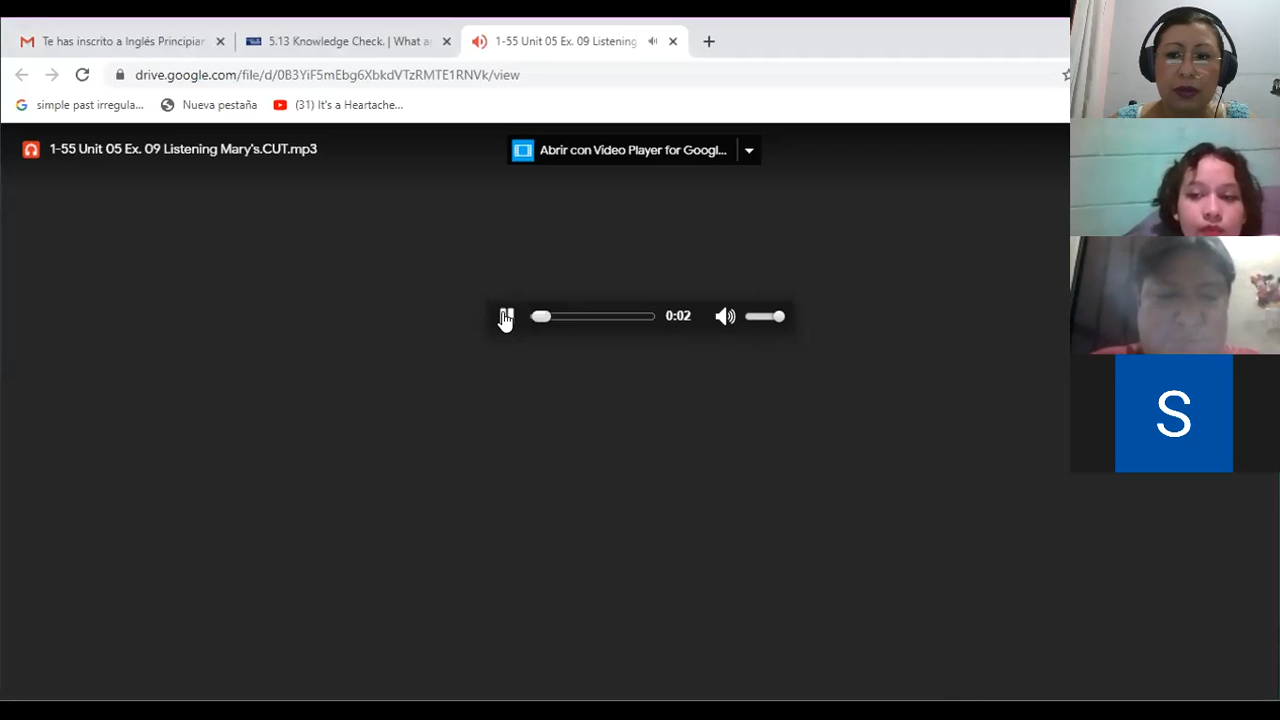 Te has inscrito a Inglés Principian
5.13 Knowledge Check. | What a
1-55 Unit 05 Ex. 09 Listening
drive.google.com/file/d/0B3YiF5mEbg6XbkdVTzRMTE1RNVk/view
simple past irregula...
Nueva pestaña
(31) It's a Heartache...
1-55 Unit 05 Ex. 09 Listening Mary's.CUT.mp3
Abrir con Video Player for Googl...
0:02
S